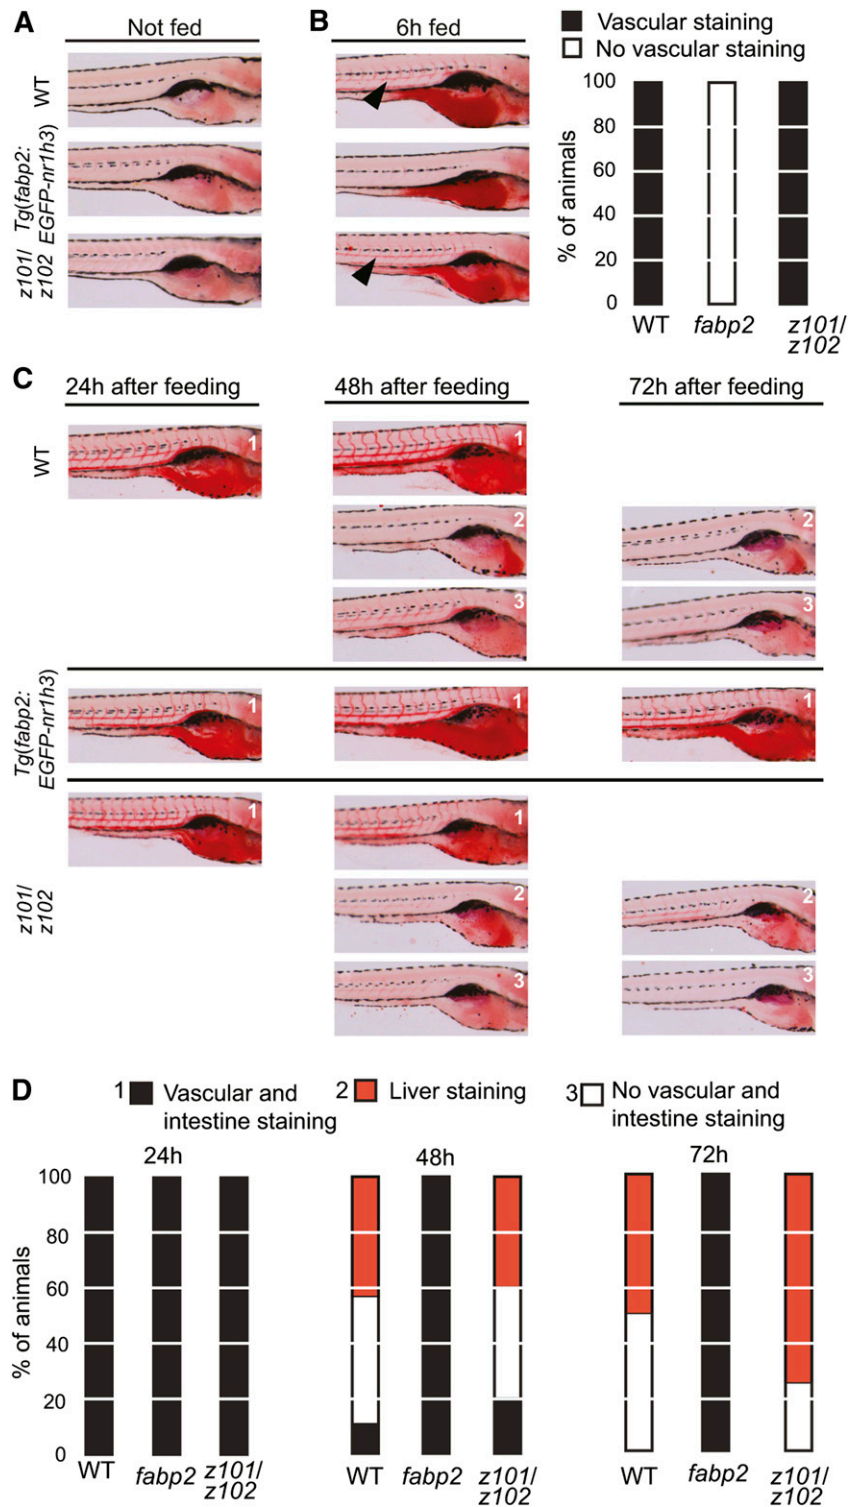 A
Not fed
WT
Tg(fabp2:
EGFP-nr1h3)
z101/
z102
B
6h fed
Vascular staining
No vascular staining
100
80
60
40
20
0
% of animals
WT
fabp2
z101/
z102
C
24h after feeding
48h after feeding
72h after feeding
WT
1
1
2
2
3
3
Tg(fabp2:
EGFP-nr1h3)
1
1
1
z101/
z102
1
1
2
2
3
3
D
1 Vascular and
intestine staining
2 Liver staining
3 No vascular and
intestine staining
24h
48h
72h
100
80
60
40
20
0
% of animals
WT
fabp2
z101/
z102
WT
fabp2
z101/
z102
WT
fabp2
z101/
z102